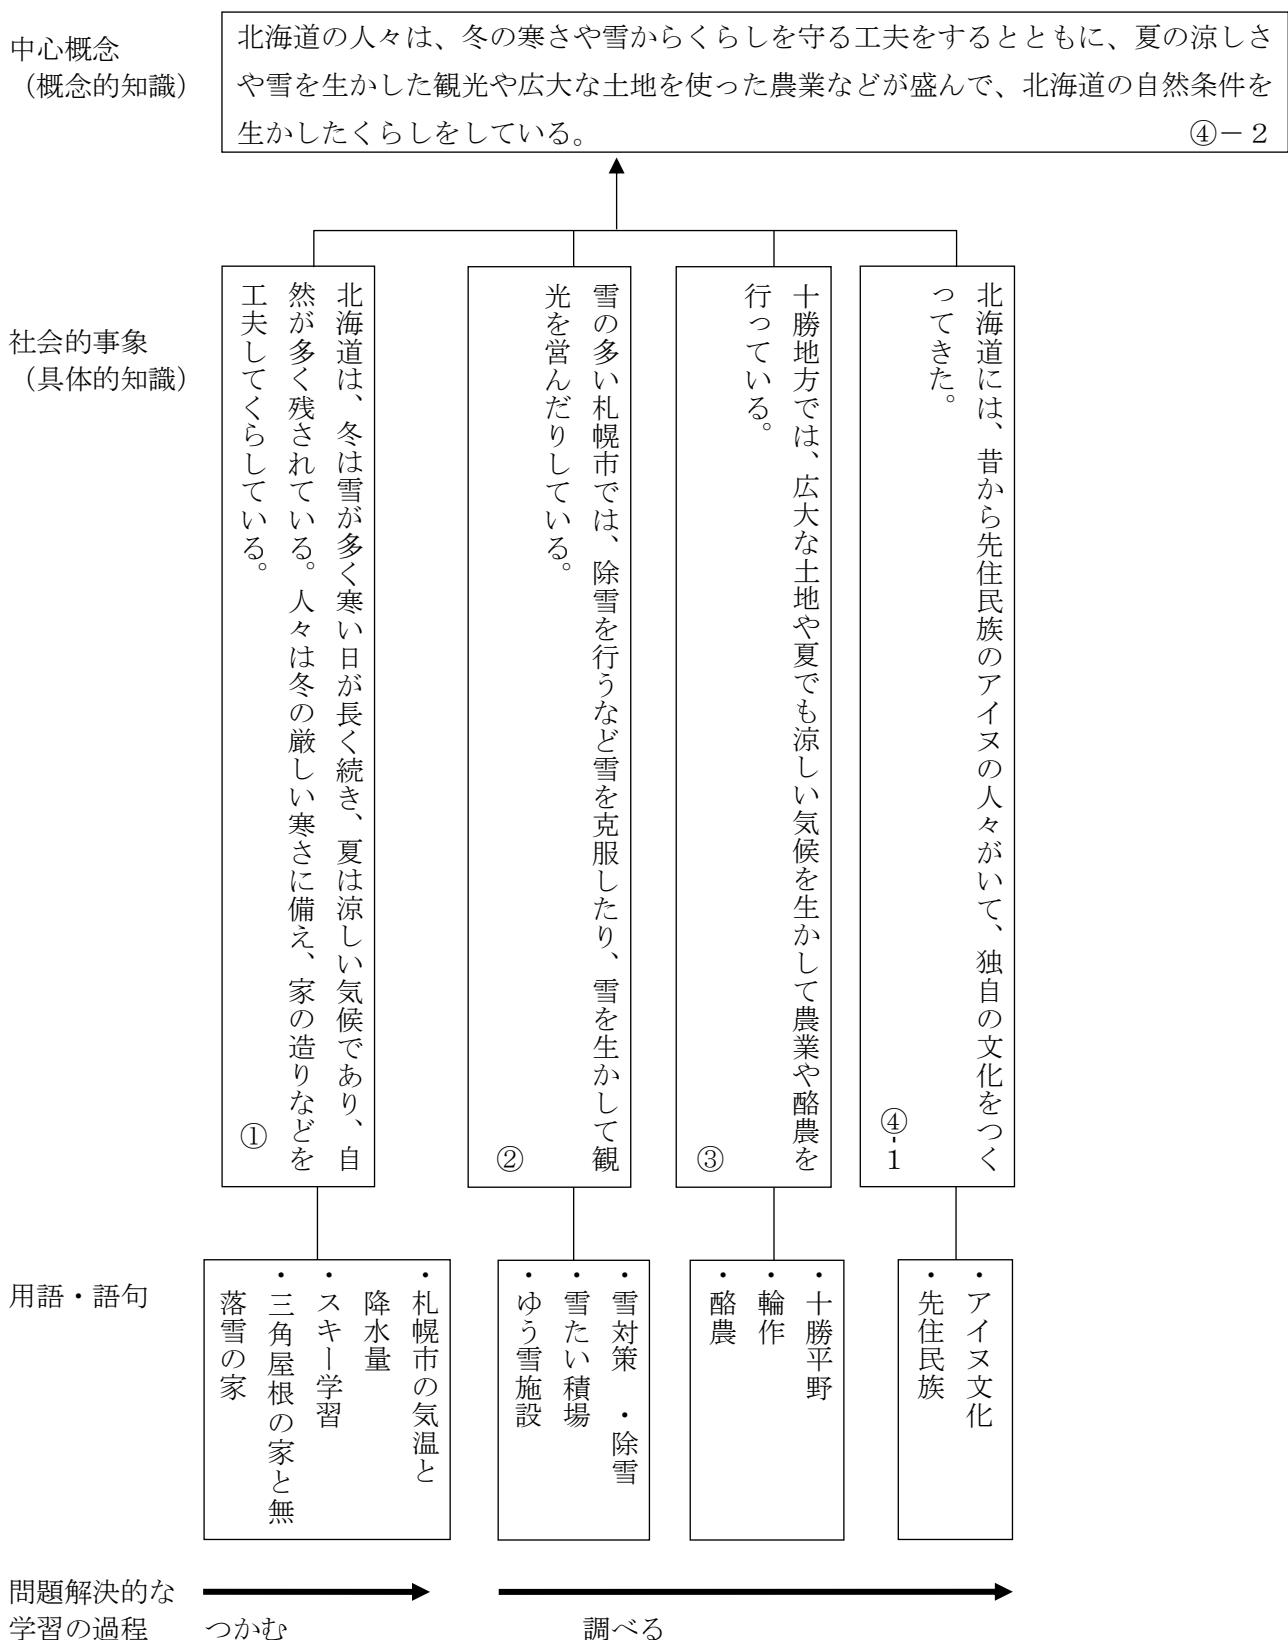 中心概念
(概念的知識)
北海道の人々は、冬の寒さや雪からくらしを守る工夫をするとともに、夏の涼しさ
や雪を生かした観光や広大な土地を使った農業などが盛んで、北海道の自然条件を
生かしたくらしをしている。 ④-2
社会的事象
(具体的知識)
北海道は、冬は雪が多く寒い日が長く続き、夏は涼しい気候であり、自
然が多く残されている。人々は冬の厳しい寒さに備え、家の造りなどを
工夫してくらしている。 ①
雪の多い札幌市では、除雪を行うなど雪を克服したり、雪を生かして観
光を営んだりしている。
②
十勝地方では、広大な土地や夏でも涼しい気候を生かして農業や酪農を
行っている。
③
北海道には、昔から先住民族のアイヌの人々がいて、独自の文化をつく
ってきた。
④-1
用語・語句
・札幌市の気温と
降水量
・スキー学習
・三角屋根の家と無
落雪の家
・雪対策 ・除雪
・雪たい積場
・ゆう雪施設
・十勝平野
・輪作
・酪農
・アイヌ文化
・先住民族
問題解決的な
学習の過程
つかむ
調べる